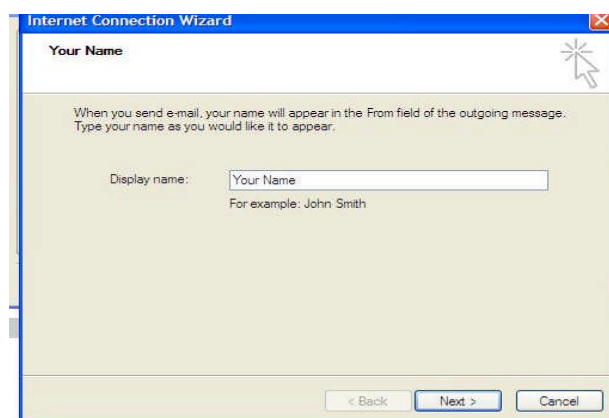 Internet Connection Wizard
Your Name
When you send e-mail, your name will appear in the From field of the outgoing message.
Type your name as you would like it to appear.
Display name: Your Name
For example: John Smith
< Back Next > Cancel